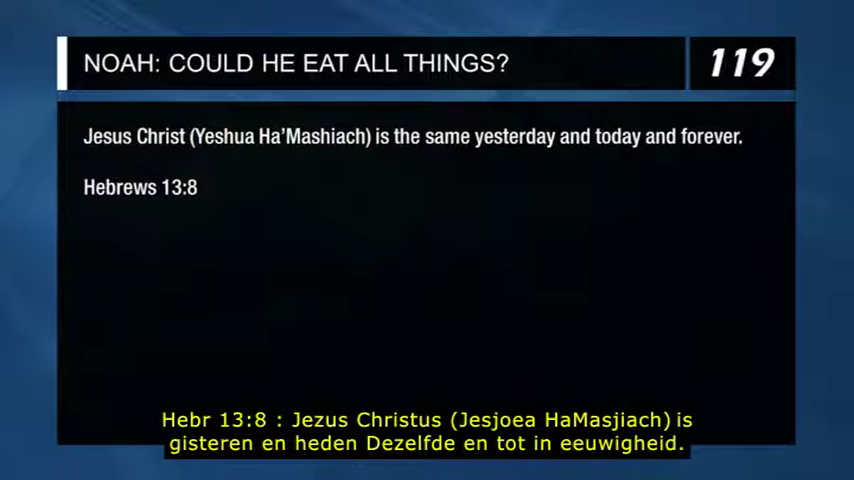 NOAH: COULD HE EAT ALL THINGS?
119
Jesus Christ (Yeshua Ha'Mashiach) is the same yesterday and today and forever.
Hebrews 13:8
Hebr 13:8 : Jezus Christus (Jesjoea HaMasjiach) is
gisteren en heden Dezelfde en tot in eeuwigheid.